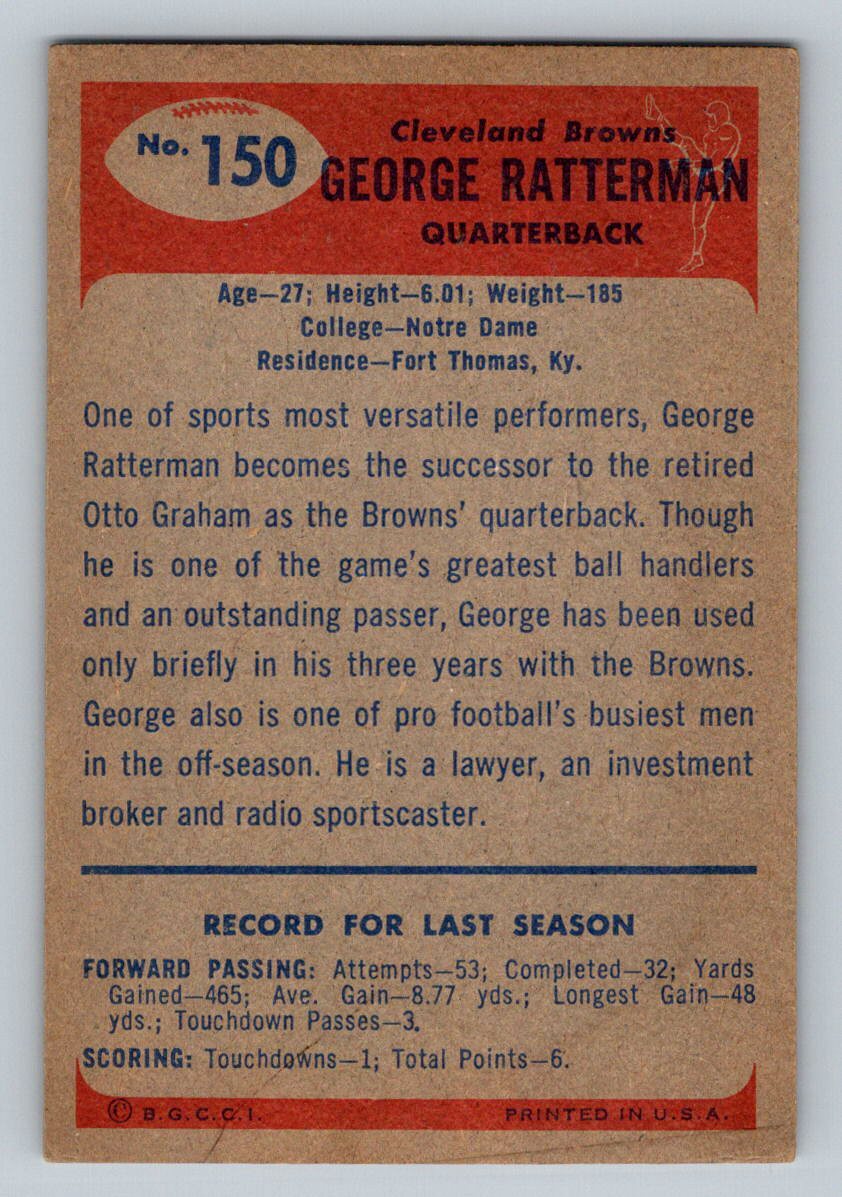 No. 150
Cleveland Browns
GEORGE RATTERMAN
QUARTERBACK
Age—27; Height—6.01; Weight—185
College—Notre Dame
Residence—Fort Thomas, Ky.
One of sports most versatile performers, George
Ratterman becomes the successor to the retired
Otto Graham as the Browns' quarterback. Though
he is one of the game's greatest ball handlers
and an outstanding passer, George has been used
only briefly in his three years with the Browns.
George also is one of pro football's busiest men
in the off-season. He is a lawyer, an investment
broker and radio sportscaster.
RECORD FOR LAST SEASON
FORWARD PASSING: Attempts—53; Completed—32; Yards
Gained—465; Ave. Gain—8.77 yds.; Longest Gain—48
yds.; Touchdown Passes—3.
SCORING: Touchdowns—1; Total Points—6.
© B.G.C.C.I.
PRINTED IN U.S.A.